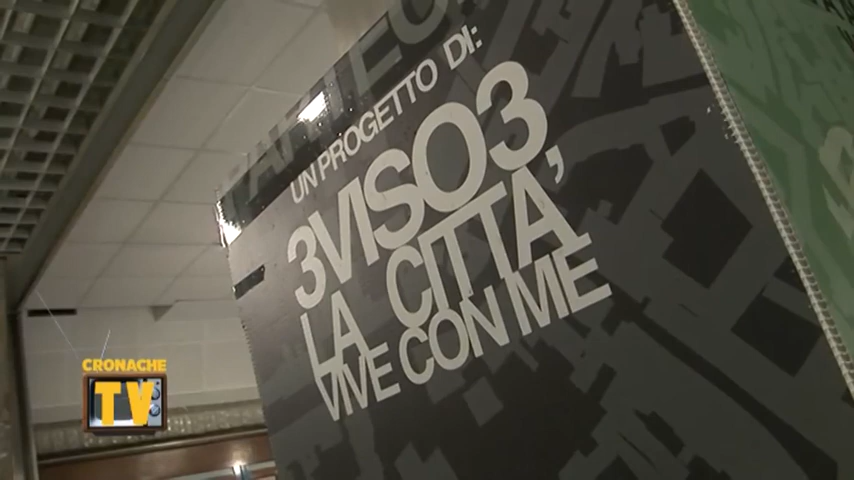 UN PROGETTO DI:
3VISO3
LA CITTA'
VIVE CON ME
CRONACHE
TV